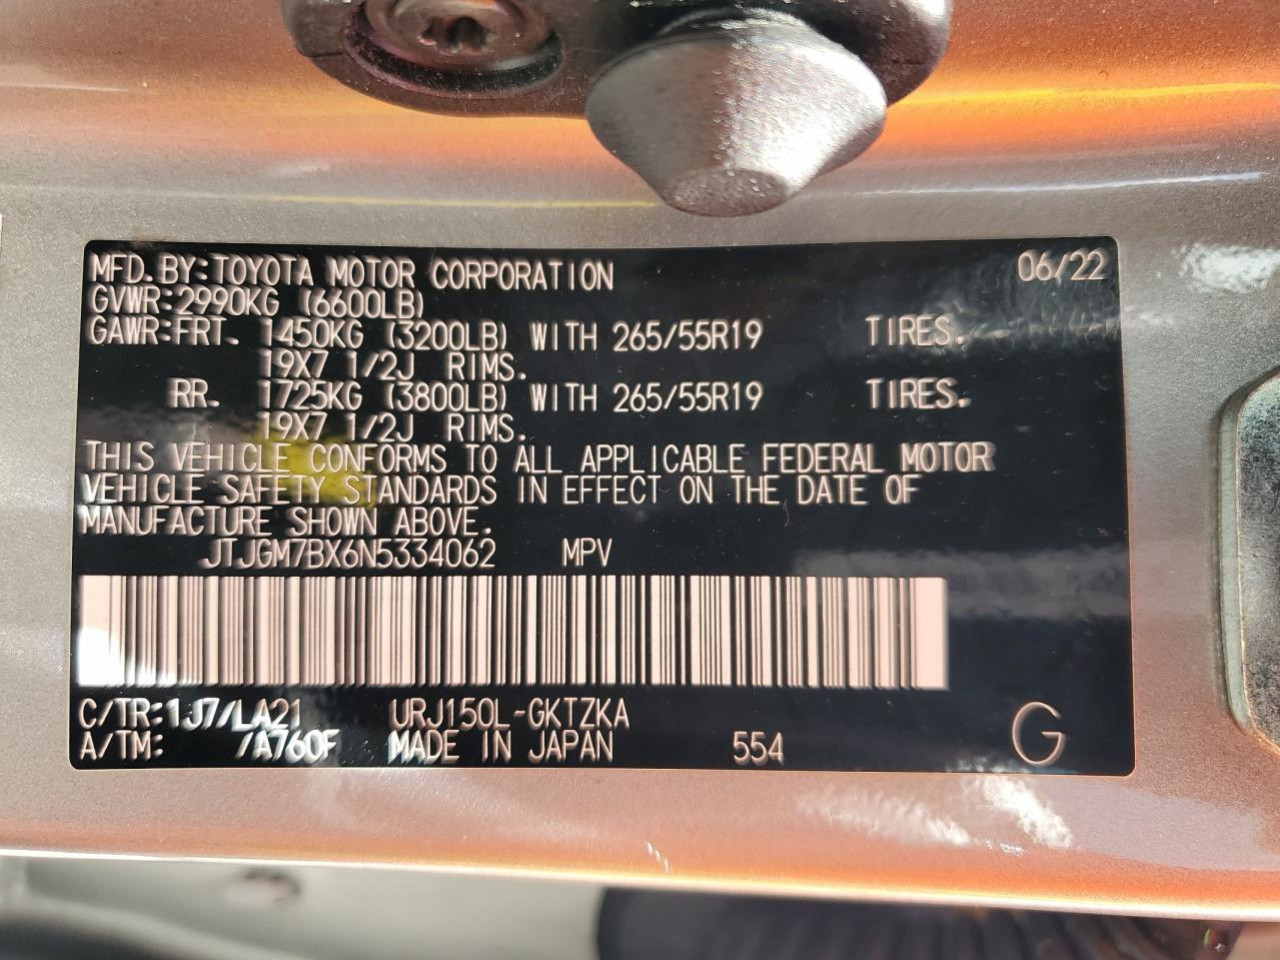 MFD. BY: TOYOTA MOTOR CORPORATION 06/22
GVWR: 2990KG (6600LB)
GAWR: FRT. 1450KG (3200LB) WITH 265/55R19 TIRES.
19X7 1/2J RIMS.
RR. 1725KG (3800LB) WITH 265/55R19 TIRES.
19X7 1/2J RIMS.
THIS VEHICLE CONFORMS TO ALL APPLICABLE FEDERAL MOTOR
VEHICLE SAFETY STANDARDS IN EFFECT ON THE DATE OF
MANUFACTURE SHOWN ABOVE.
JTJGM7BX6N5334062 MPV
C/TR: 1J7/LA21 URJ150L-GKTZKA
A/TM: /A760F MADE IN JAPAN 554 G